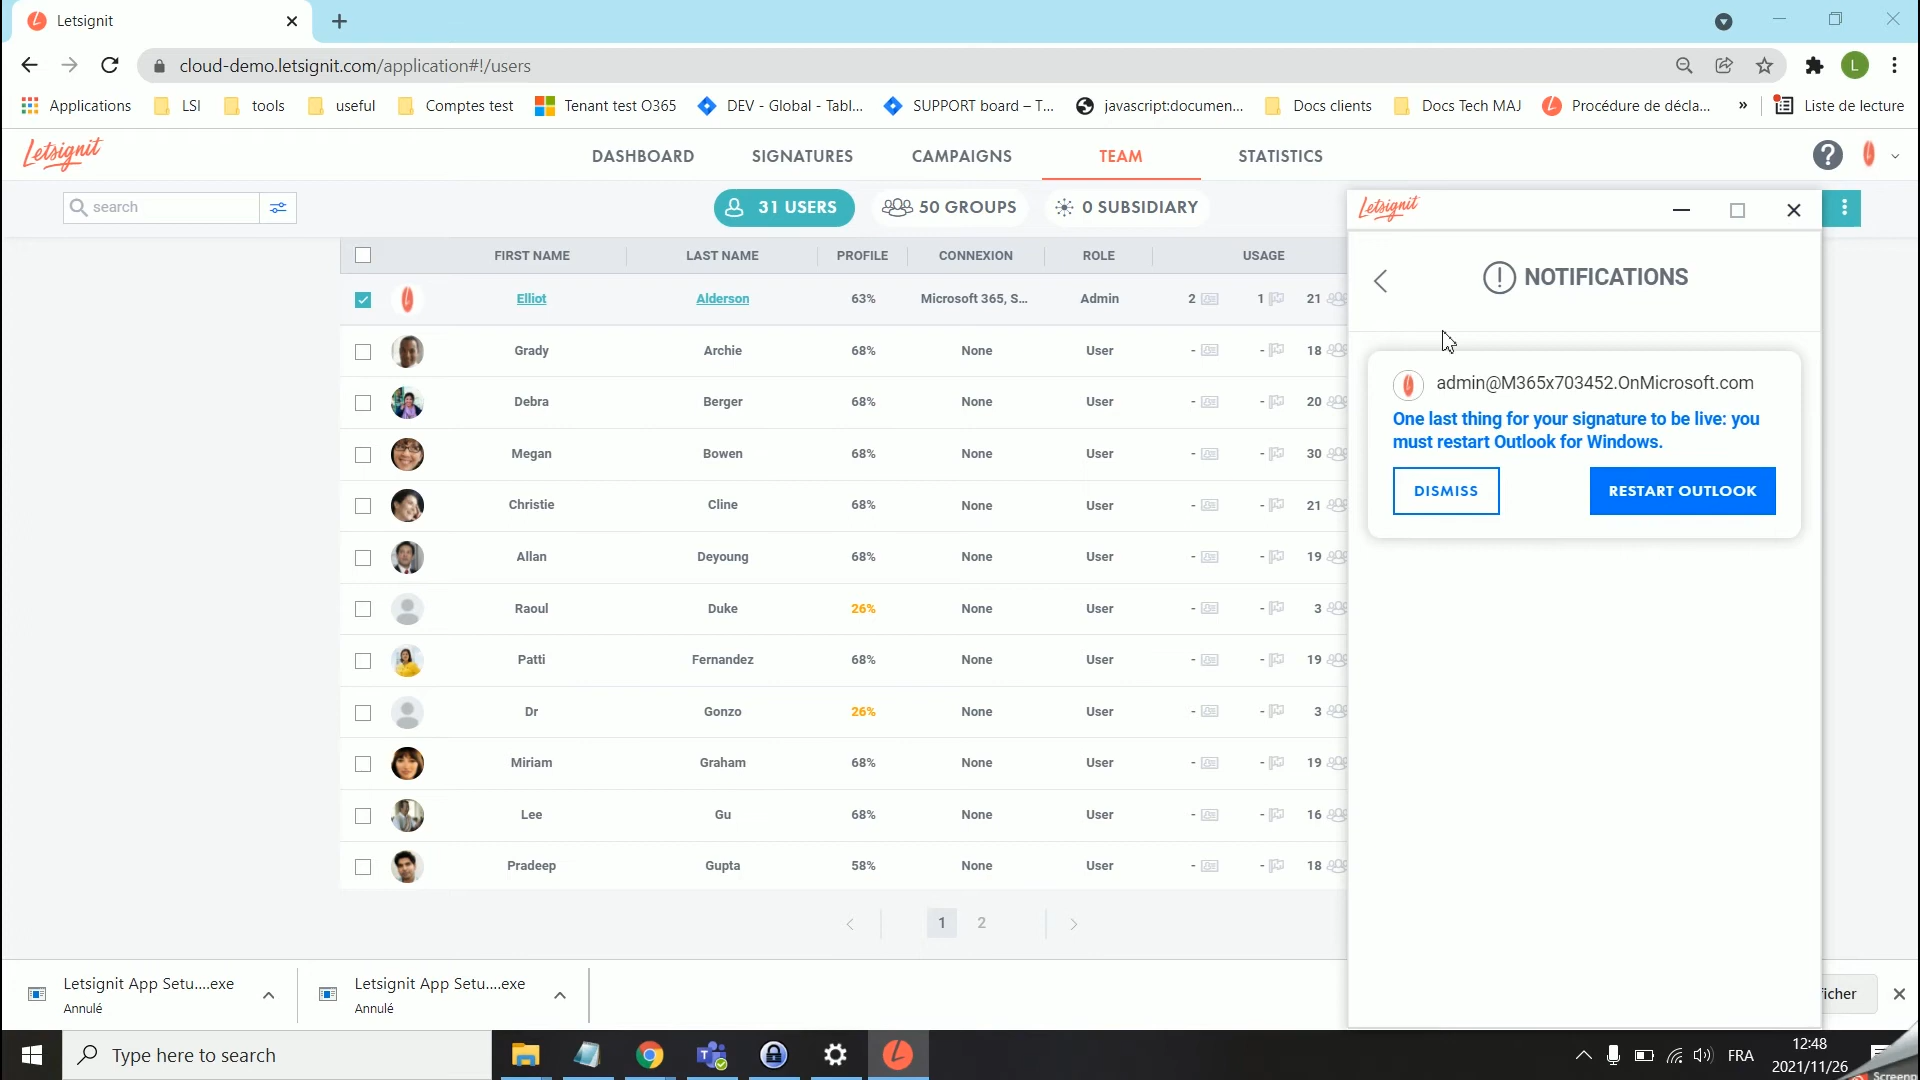 Letsignit
cloud-demo.letsignit.com/application#!/users
L
Applications
LSI
tools
useful
Comptes test
Tenant test O365
DEV - Global - Tabl...
SUPPORT board – T...
javascript:documen...
Docs clients
Docs Tech MAJ
Procédure de décla...
»
Liste de lecture
Letsignit
DASHBOARD
SIGNATURES
CAMPAIGNS
TEAM
STATISTICS
?
search
31 USERS
50 GROUPS
0 SUBSIDIARY
FIRST NAME LAST NAME PROFILE CONNEXION ROLE USAGE
Elliot Alderson 63% Microsoft 365, S... Admin 2 1 21
Grady Archie 68% None User - - 18
Debra Berger 68% None User - - 20
Megan Bowen 68% None User - - 30
Christie Cline 68% None User - - 21
Allan Deyoung 68% None User - - 19
Raoul Duke 26% None User - - 3
Patti Fernandez 68% None User - - 19
Dr Gonzo 26% None User - - 3
Miriam Graham 68% None User - - 19
Lee Gu 68% None User - - 16
Pradeep Gupta 58% None User - - 18
1 2
Letsignit
NOTIFICATIONS
admin@M365x703452.OnMicrosoft.com
One last thing for your signature to be live: you
must restart Outlook for Windows.
DISMISS
RESTART OUTLOOK
Letsignit App Setu....exe
Annulé
Letsignit App Setu....exe
Annulé
icher
Type here to search
FRA
12:48
2021/11/26
Screenp